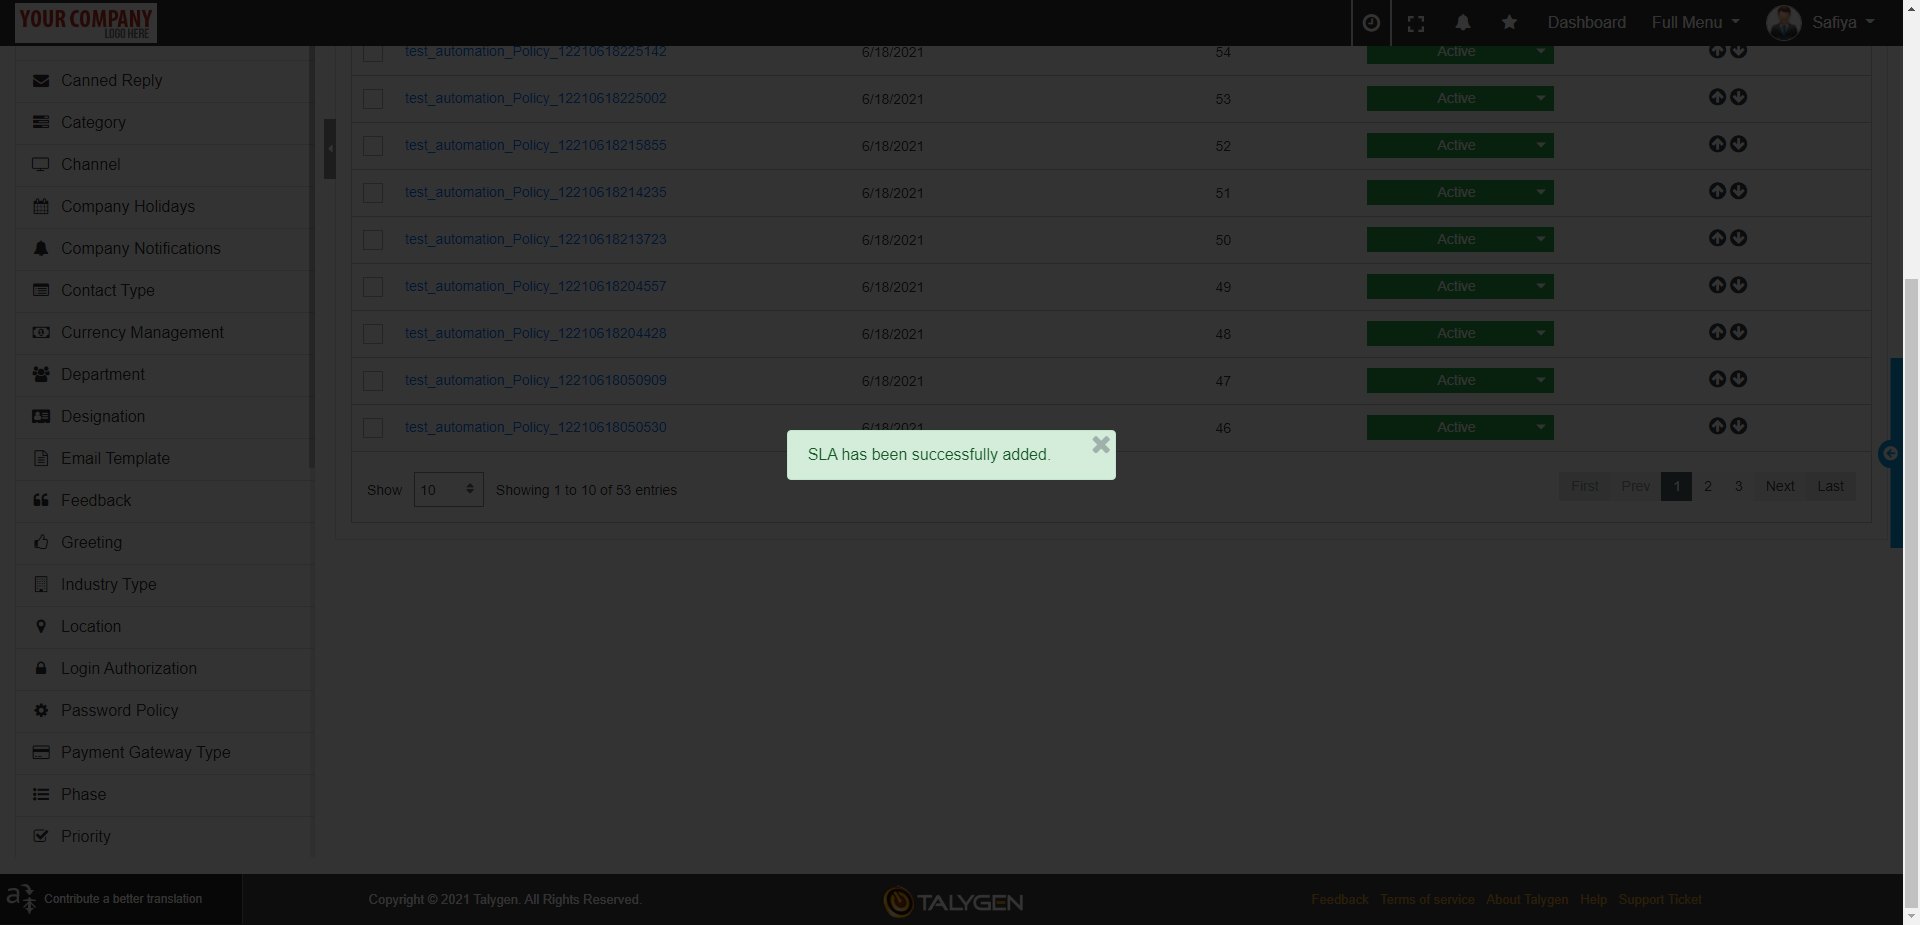 YOUR COMPANY
LOGO HERE
Dashboard
Full Menu
Safiya
Canned Reply
Category
Channel
Company Holidays
Company Notifications
Contact Type
Currency Management
Department
Designation
Email Template
Feedback
Greeting
Industry Type
Location
Login Authorization
Password Policy
Payment Gateway Type
Phase
Priority
test_automation_Policy_12210618225142 6/18/2021 54 Active
test_automation_Policy_12210618225002 6/18/2021 53 Active
test_automation_Policy_12210618215855 6/18/2021 52 Active
test_automation_Policy_12210618214235 6/18/2021 51 Active
test_automation_Policy_12210618213723 6/18/2021 50 Active
test_automation_Policy_12210618204557 6/18/2021 49 Active
test_automation_Policy_12210618204428 6/18/2021 48 Active
test_automation_Policy_12210618050909 6/18/2021 47 Active
test_automation_Policy_12210618050530 6/18/2021 46 Active
SLA has been successfully added.
Show 10 Showing 1 to 10 of 53 entries
First Prev 1 2 3 Next Last
Contribute a better translation
Copyright © 2021 Talygen. All Rights Reserved.
TALYGEN
Feedback Terms of service About Talygen Help Support Ticket